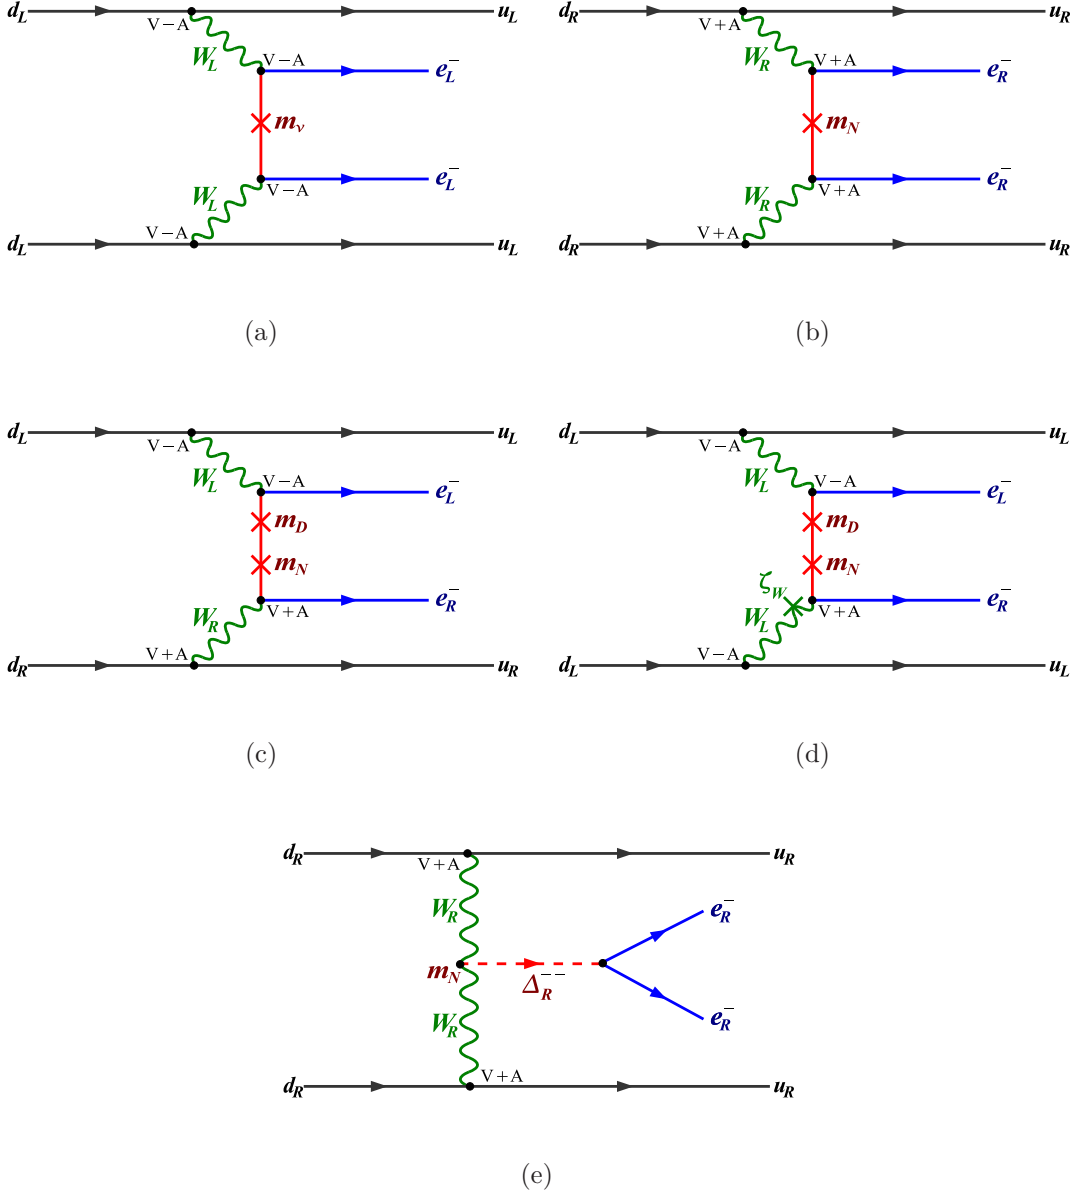 d_L V−A u_L d_R V+A u_R
W_L V−A e_L^− W_R V+A e_R^−
m_ν m_N
W_L V−A e_L^− W_R V+A e_R^−
d_L V−A u_L d_R V+A u_R
(a) (b)
d_L V−A u_L d_L V−A u_L
W_L V−A e_L^− W_L V−A e_L^−
m_D m_D
m_N m_N
W_R V+A e_R^− ζ_W W_L V+A e_R^−
d_R V+A u_R d_L V−A u_L
(c) (d)
d_R V+A u_R
W_R e_R^−
m_N Δ_R^−−
W_R e_R^−
d_R V+A u_R
(e)